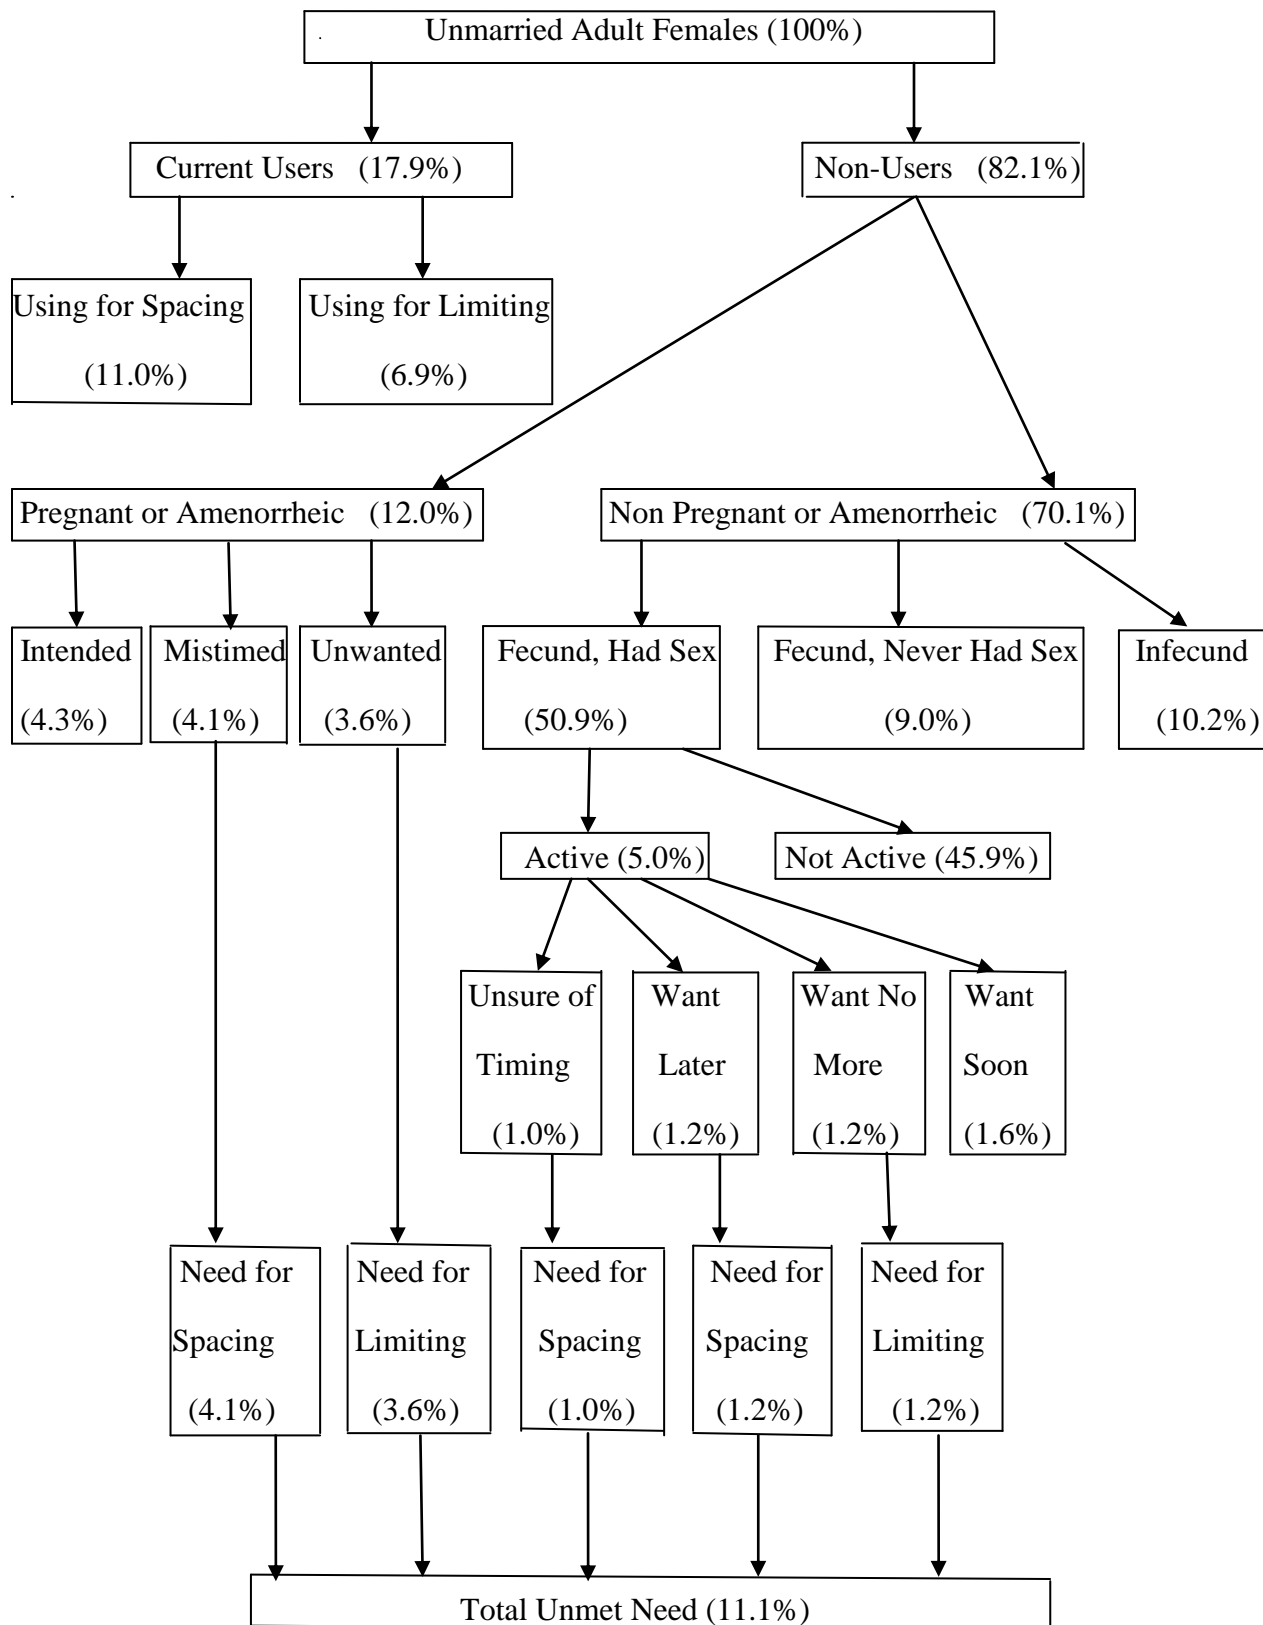 Unmarried Adult Females (100%)
Current Users (17.9%)
Non-Users (82.1%)
Using for Spacing
(11.0%)
Using for Limiting
(6.9%)
Pregnant or Amenorrheic (12.0%)
Non Pregnant or Amenorrheic (70.1%)
Intended
(4.3%)
Mistimed
(4.1%)
Unwanted
(3.6%)
Fecund, Had Sex
(50.9%)
Fecund, Never Had Sex
(9.0%)
Infecund
(10.2%)
Active (5.0%)
Not Active (45.9%)
Unsure of
Timing
(1.0%)
Want
Later
(1.2%)
Want No
More
(1.2%)
Want
Soon
(1.6%)
Need for
Spacing
(4.1%)
Need for
Limiting
(3.6%)
Need for
Spacing
(1.0%)
Need for
Spacing
(1.2%)
Need for
Limiting
(1.2%)
Total Unmet Need (11.1%)